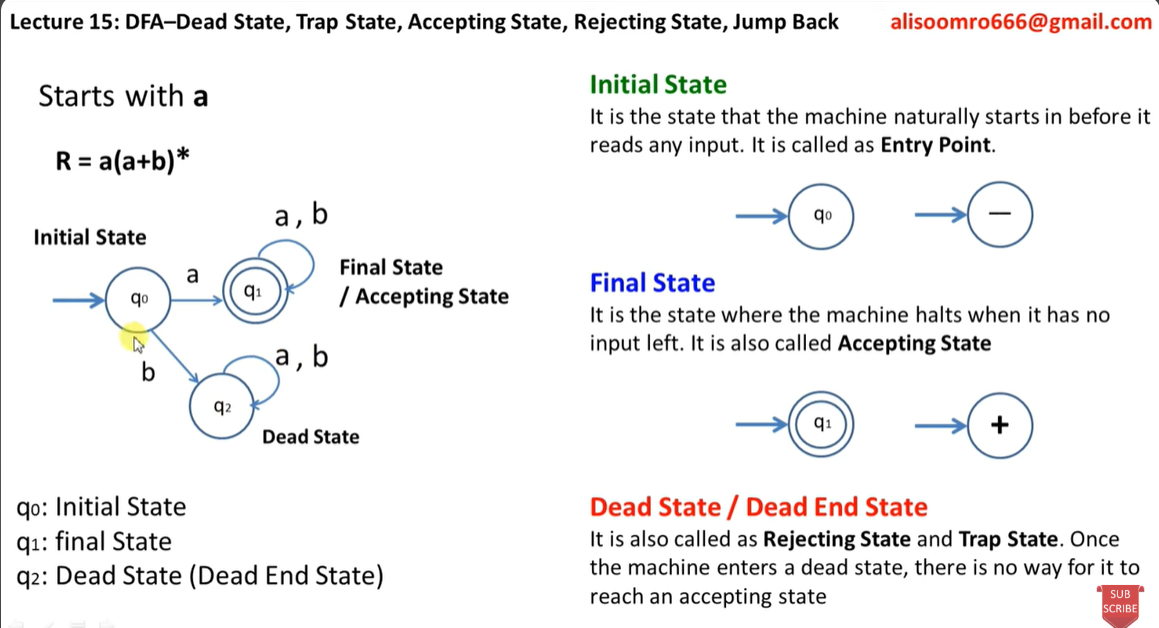 Lecture 15: DFA–Dead State, Trap State, Accepting State, Rejecting State, Jump Back
alisoomro666@gmail.com
Starts with a
R = a(a+b)*
Initial State
a , b
a
q0
q1
Final State
/ Accepting State
b
a , b
q2
Dead State
q0: Initial State
q1: final State
q2: Dead State (Dead End State)
Initial State
It is the state that the machine naturally starts in before it
reads any input. It is called as Entry Point.
q0
—
Final State
It is the state where the machine halts when it has no
input left. It is also called Accepting State
q1
+
Dead State / Dead End State
It is also called as Rejecting State and Trap State. Once
the machine enters a dead state, there is no way for it to
reach an accepting state
SUB
SCRIBE